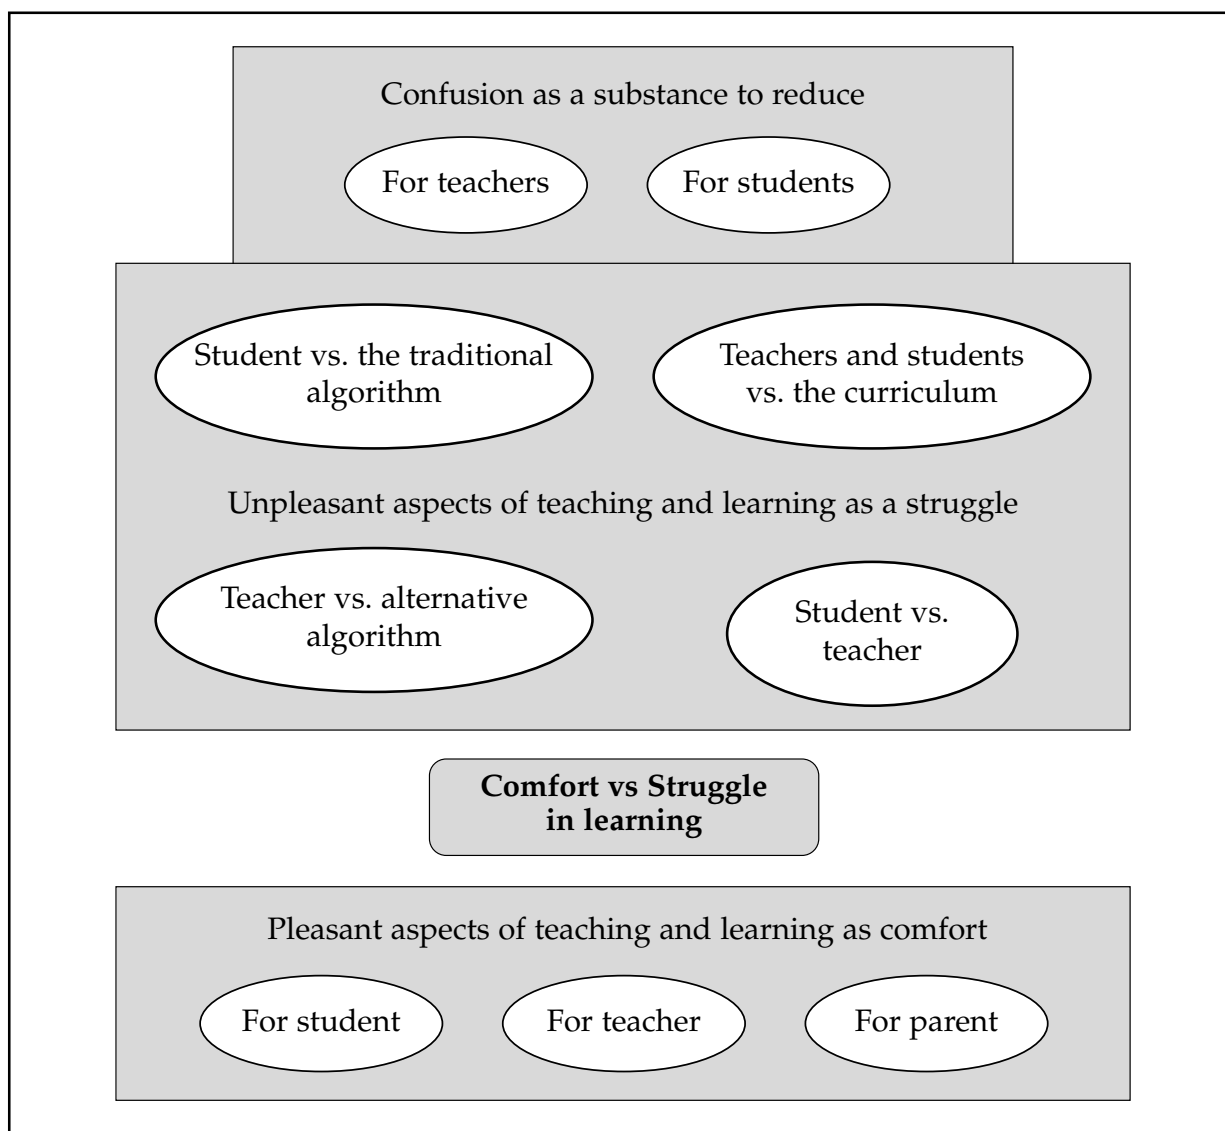 Confusion as a substance to reduce
For teachers
For students
Student vs. the traditional
algorithm
Teachers and students
vs. the curriculum
Unpleasant aspects of teaching and learning as a struggle
Teacher vs. alternative
algorithm
Student vs.
teacher
Comfort vs Struggle
in learning
Pleasant aspects of teaching and learning as comfort
For student
For teacher
For parent